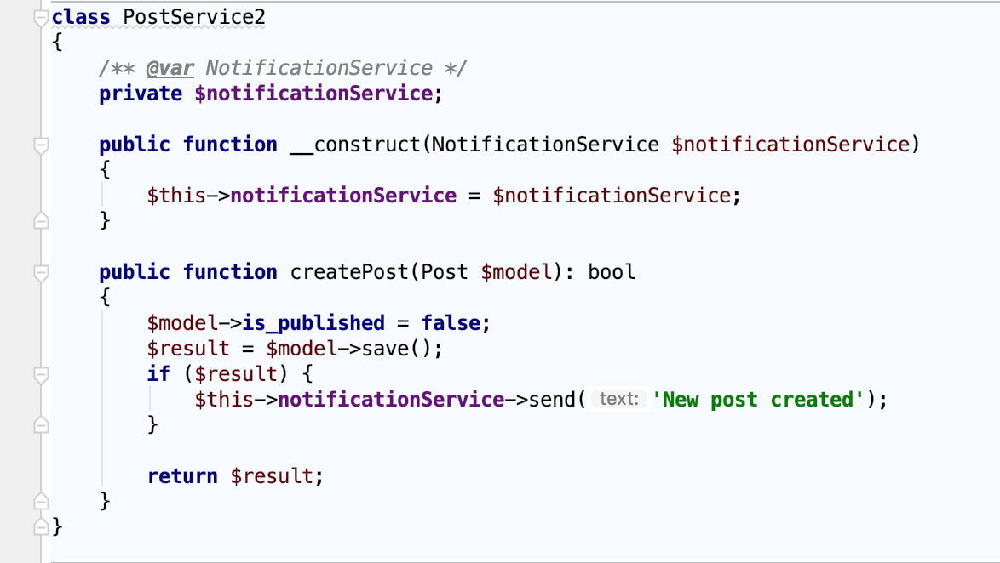 class PostService2
{
/** @var NotificationService */
private $notificationService;
public function __construct(NotificationService $notificationService)
{
$this->notificationService = $notificationService;
}
public function createPost(Post $model): bool
{
$model->is_published = false;
$result = $model->save();
if ($result) {
$this->notificationService->send( text: 'New post created');
}
return $result;
}
}